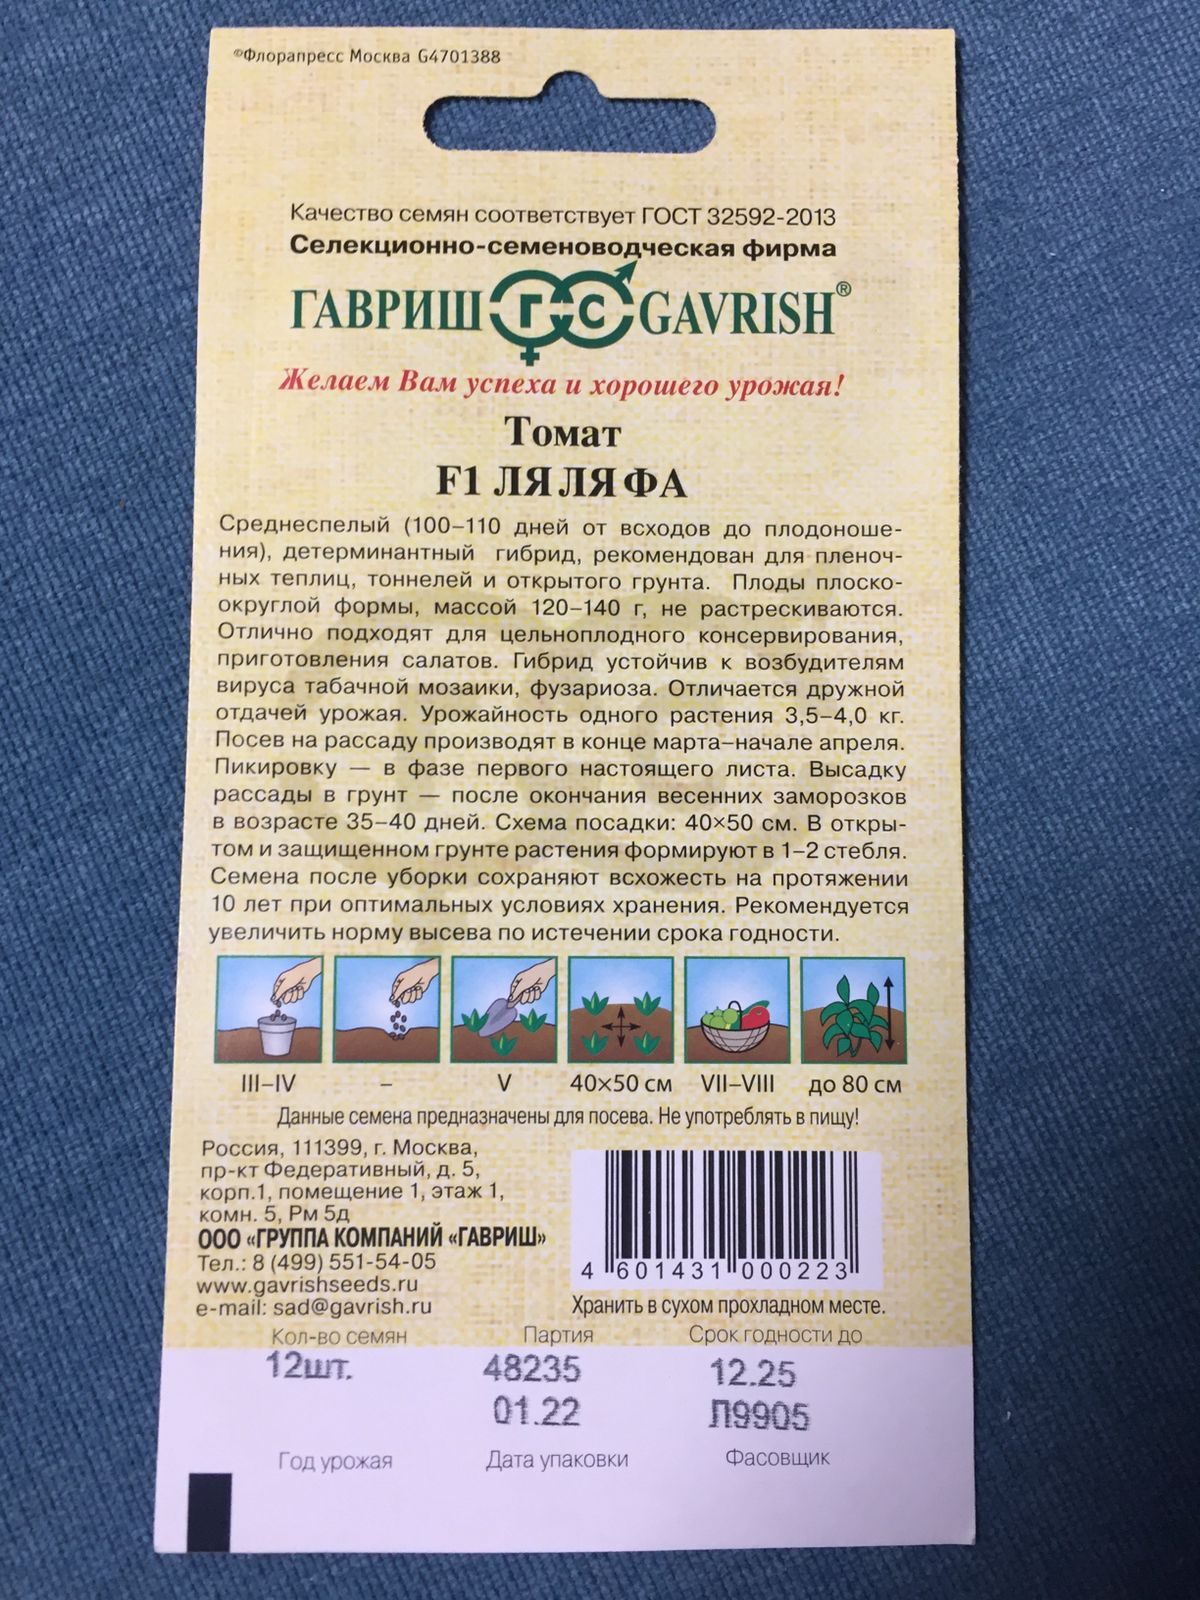 ©Флорапресс Москва G4701388
Качество семян соответствует ГОСТ 32592-2013
Селекционно-семеноводческая фирма
ГАВРИШ ГС GAVRISH®
Желаем Вам успеха и хорошего урожая!
Томат
F1 ЛЯ ЛЯ ФА
Среднеспелый (100–110 дней от всходов до плодоноше-
ния), детерминантный гибрид, рекомендован для пленоч-
ных теплиц, тоннелей и открытого грунта. Плоды плоско-
округлой формы, массой 120–140 г, не растрескиваются.
Отлично подходят для цельноплодного консервирования,
приготовления салатов. Гибрид устойчив к возбудителям
вируса табачной мозаики, фузариоза. Отличается дружной
отдачей урожая. Урожайность одного растения 3,5–4,0 кг.
Посев на рассаду производят в конце марта–начале апреля.
Пикировку — в фазе первого настоящего листа. Высадку
рассады в грунт — после окончания весенних заморозков
в возрасте 35–40 дней. Схема посадки: 40×50 см. В откры-
том и защищенном грунте растения формируют в 1–2 стебля.
Семена после уборки сохраняют всхожесть на протяжении
10 лет при оптимальных условиях хранения. Рекомендуется
увеличить норму высева по истечении срока годности.
III–IV – V 40×50 см VII–VIII до 80 см
Данные семена предназначены для посева. Не употреблять в пищу!
Россия, 111399, г. Москва,
пр-кт Федеративный, д. 5,
корп.1, помещение 1, этаж 1,
комн. 5, Рм 5д
ООО «ГРУППА КОМПАНИЙ «ГАВРИШ»
Тел.: 8 (499) 551-54-05
www.gavrishseeds.ru
e-mail: sad@gavrish.ru
4 601431 000223
Хранить в сухом прохладном месте.
Кол-во семян Партия Срок годности до
12шт. 48235 12.25
01.22 Л9905
Год урожая Дата упаковки Фасовщик